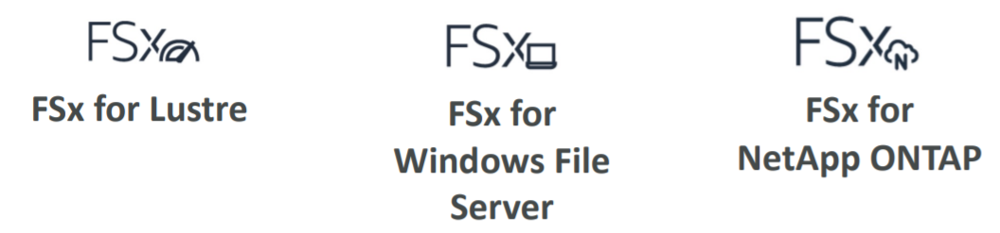 FSx
FSx for Lustre
FSx
FSx for
Windows File
Server
FSx
N
FSx for
NetApp ONTAP